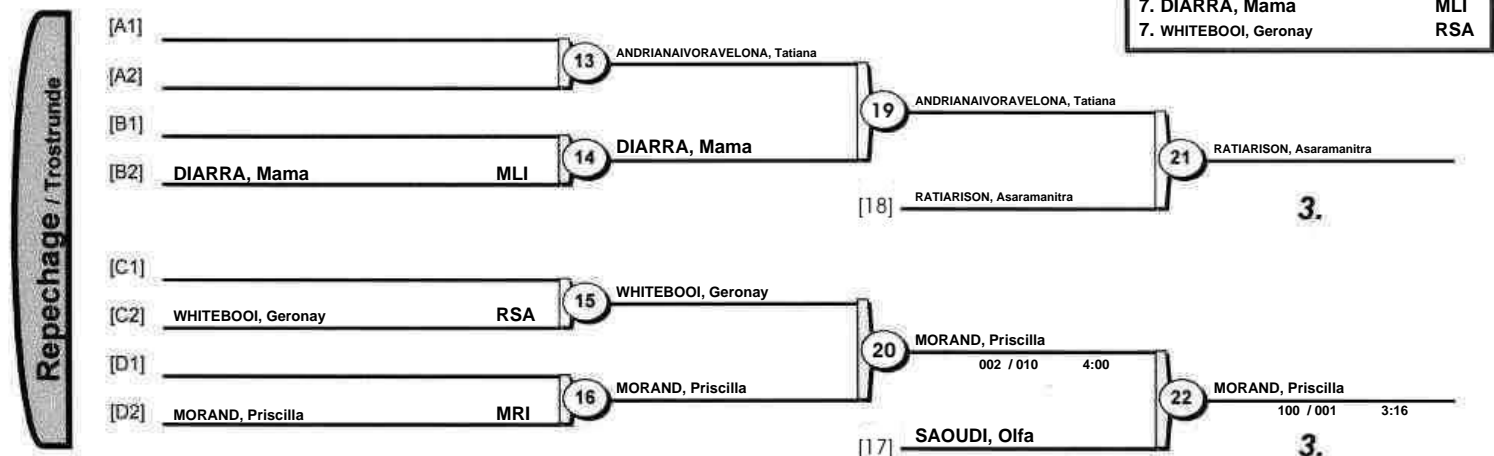 7. DIARRA, Mama MLI
7. WHITEBOOI, Geronay RSA
Repechage / Trostrunde
[A1]
13 ANDRIANAIVORAVELONA, Tatiana
[A2]
19 ANDRIANAIVORAVELONA, Tatiana
[B1]
14 DIARRA, Mama
21 RATIARISON, Asaramanitra
[B2] DIARRA, Mama MLI
[18] RATIARISON, Asaramanitra
3.
[C1]
15 WHITEBOOI, Geronay
[C2] WHITEBOOI, Geronay RSA
20 MORAND, Priscilla
002 / 010 4:00
[D1]
16 MORAND, Priscilla
22 MORAND, Priscilla
100 / 001 3:16
[D2] MORAND, Priscilla MRI
[17] SAOUDI, Olfa
3.